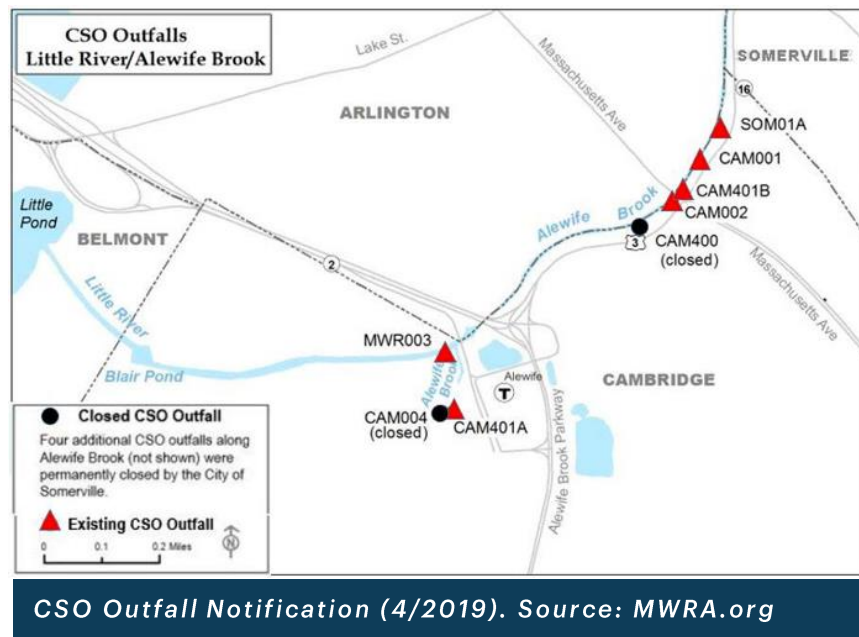 CSO Outfalls
Little River/Alewife Brook
Lake St.
Massachusetts Ave
SOMERVILLE
16
ARLINGTON
SOM01A
CAM001
CAM401B
CAM002
Alewife Brook
CAM400
(closed)
3
Little
Pond
BELMONT
2
Massachusetts Ave
Little River
MWR003
Blair Pond
Alewife
Brook
Alewife
T
CAMBRIDGE
CAM004
(closed)
CAM401A
Alewife Brook Parkway
Closed CSO Outfall
Four additional CSO outfalls along
Alewife Brook (not shown) were
permanently closed by the City of
Somerville.
Existing CSO Outfall
0 0.1 0.2 Miles
N
CSO Outfall Notification (4/2019). Source: MWRA.org